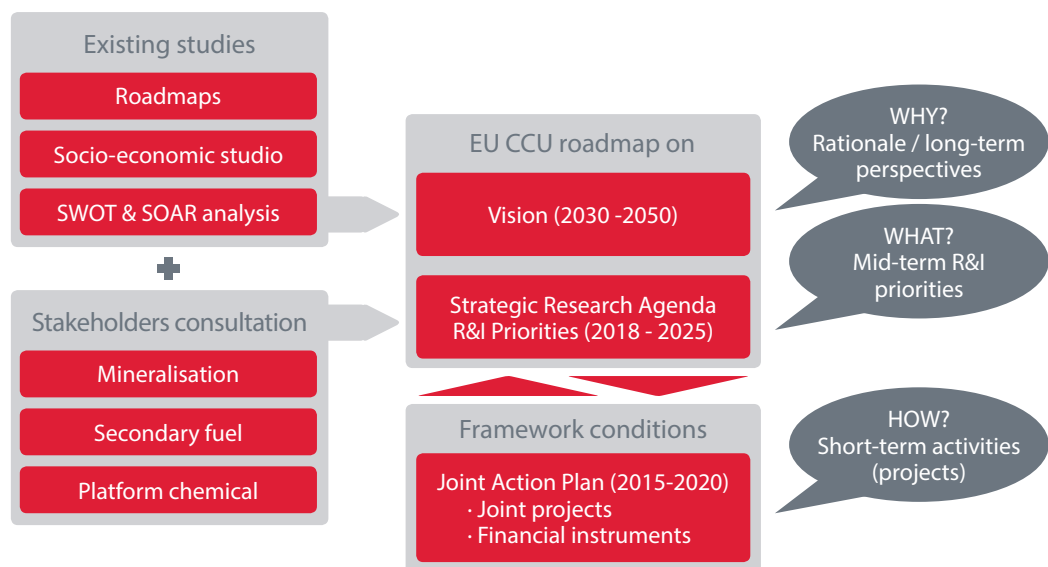 Existing studies
Roadmaps
Socio-economic studio
SWOT & SOAR analysis
Stakeholders consultation
Mineralisation
Secondary fuel
Platform chemical
EU CCU roadmap on
Vision (2030 -2050)
Strategic Research Agenda
R&I Priorities (2018 - 2025)
Framework conditions
Joint Action Plan (2015-2020)
· Joint projects
· Financial instruments
WHY?
Rationale / long-term
perspectives
WHAT?
Mid-term R&I
priorities
HOW?
Short-term activities
(projects)